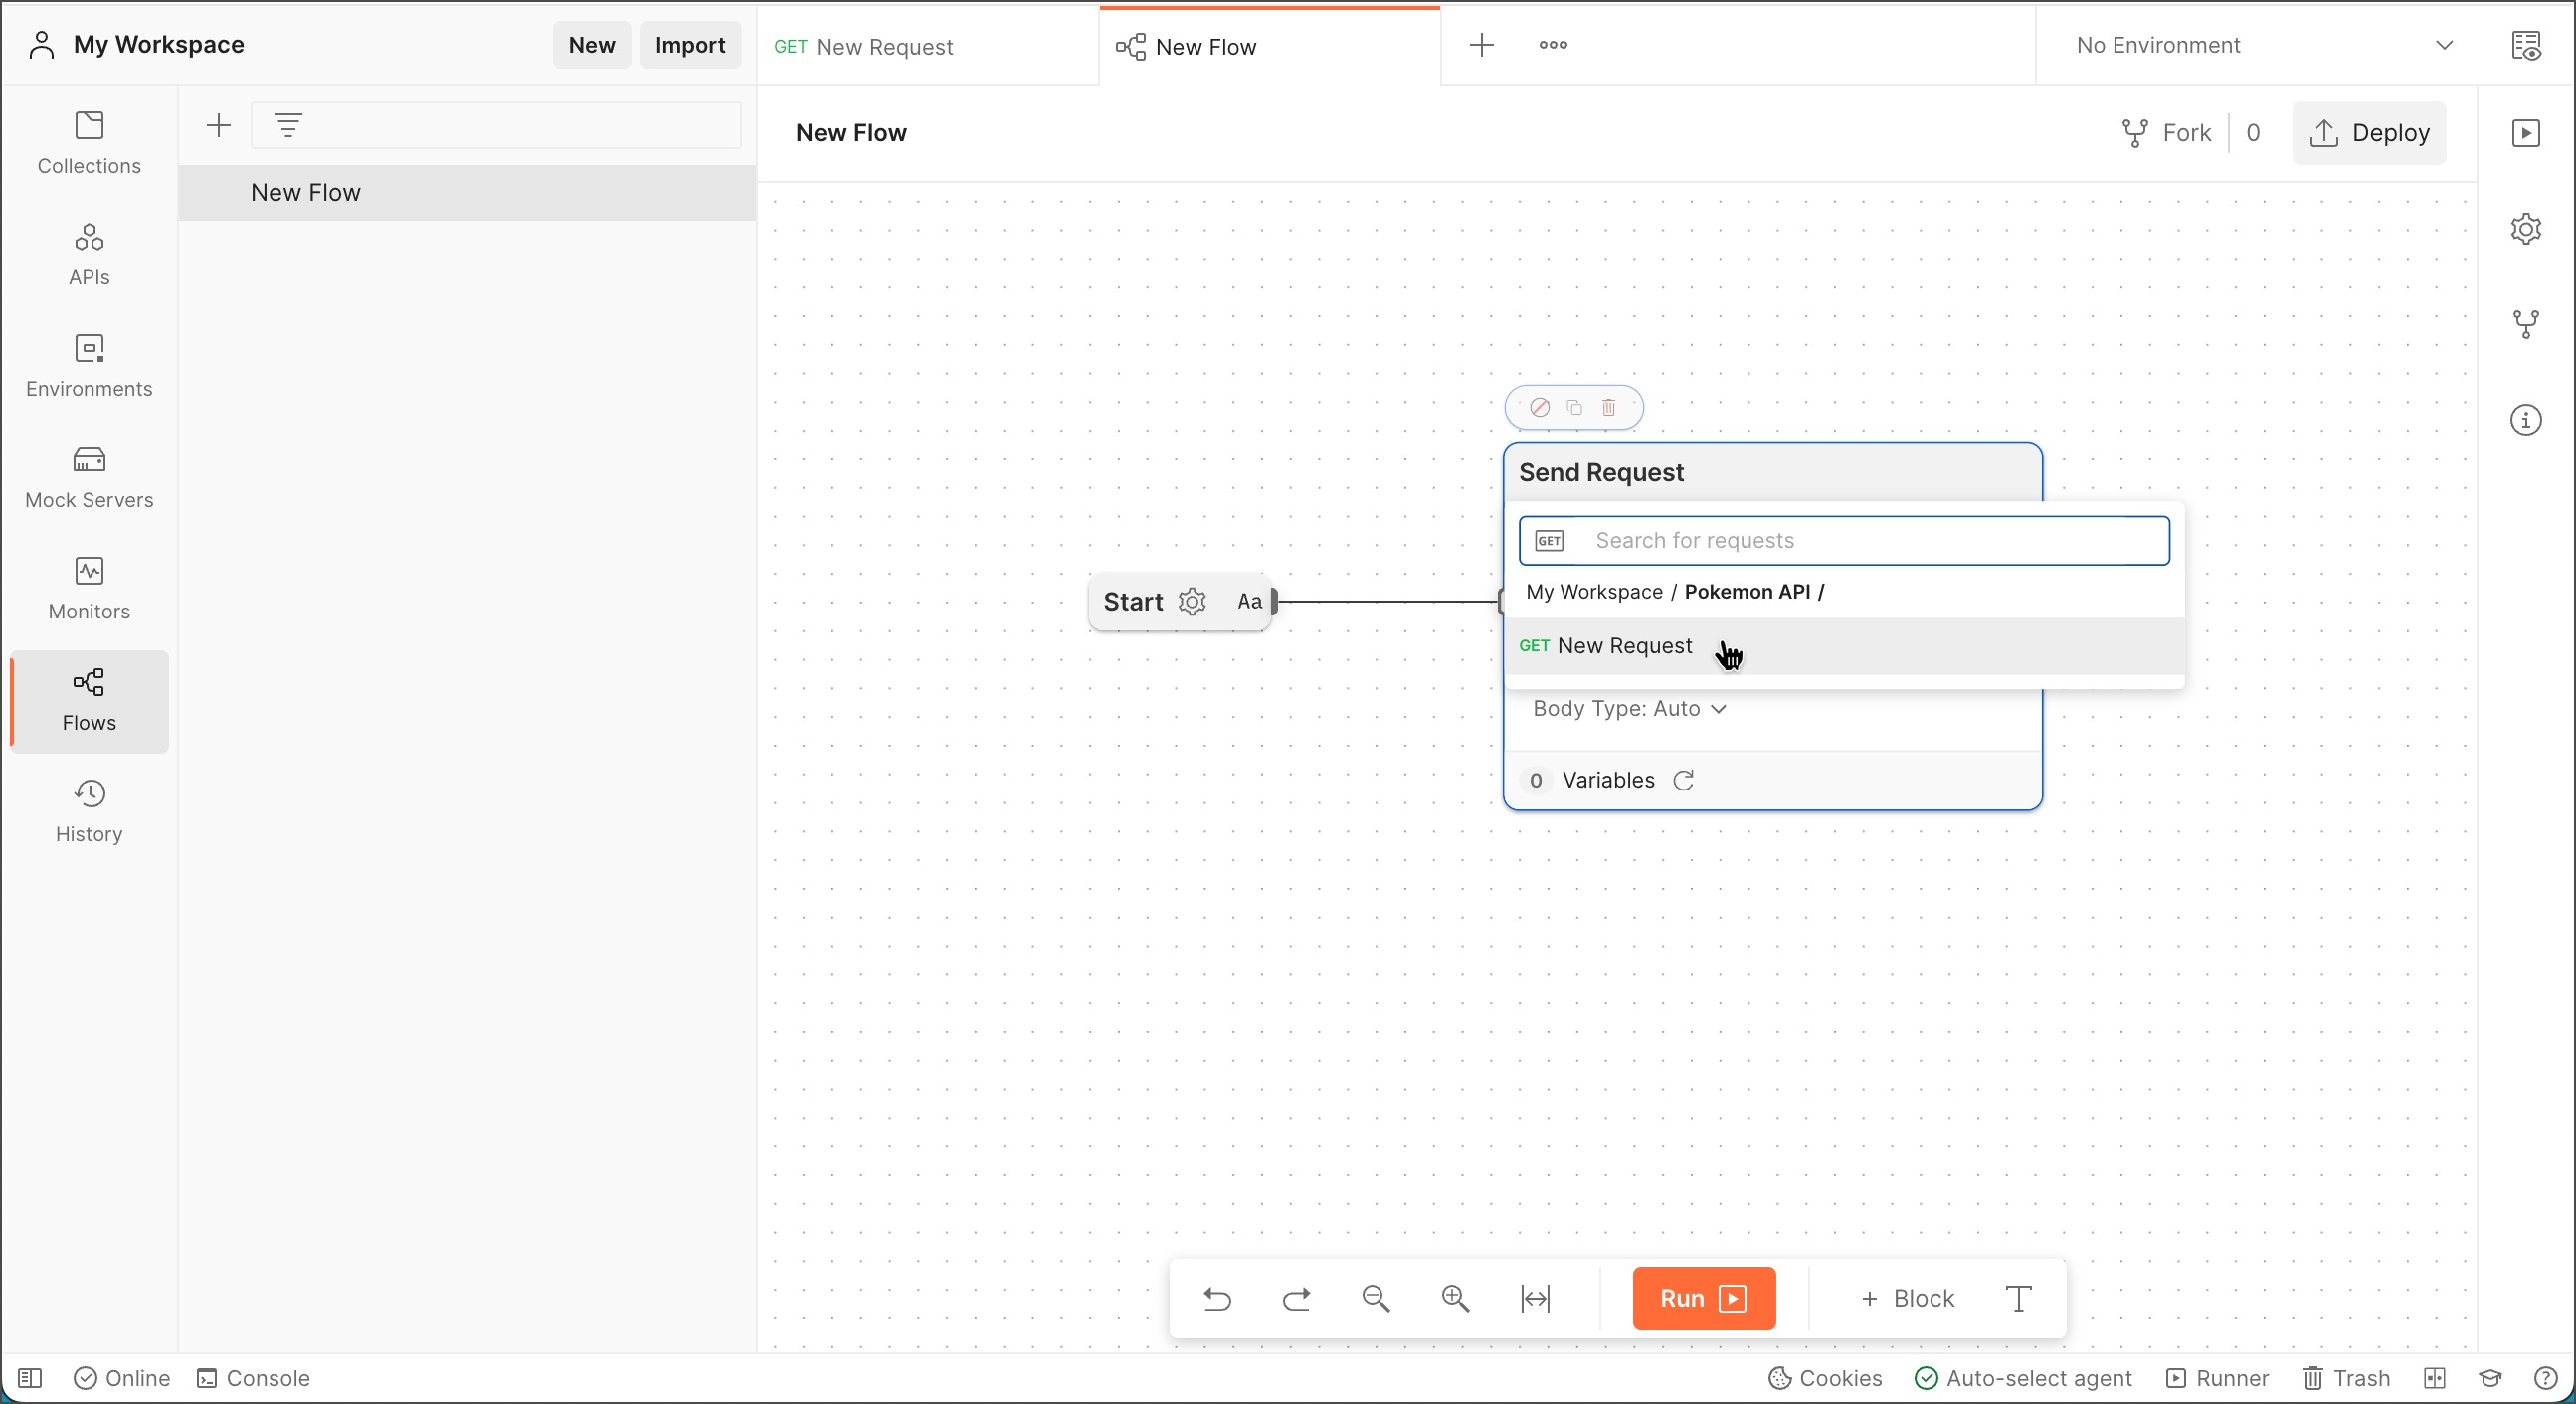 My Workspace
New
Import
GET New Request
New Flow
No Environment
Collections
APIs
Environments
Mock Servers
Monitors
Flows
History
New Flow
New Flow
Fork
0
Deploy
Start
Aa
Send Request
GET
Search for requests
My Workspace / Pokemon API /
GET New Request
Body Type: Auto
0 Variables
Run
+ Block
T
Online
Console
Cookies
Auto-select agent
Runner
Trash